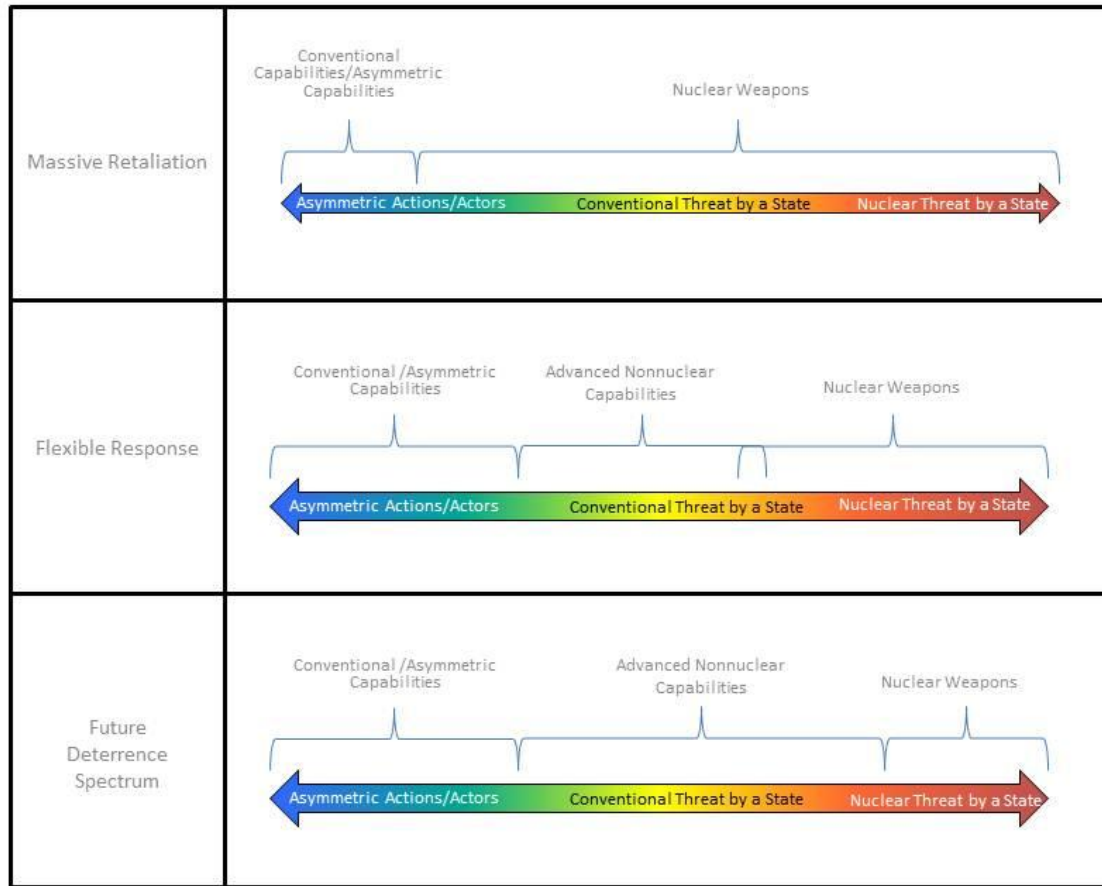 Massive Retaliation
Conventional
Capabilities/Asymmetric
Capabilities
Nuclear Weapons
Asymmetric Actions/Actors
Conventional Threat by a State
Nuclear Threat by a State
Flexible Response
Conventional /Asymmetric
Capabilities
Advanced Nonnuclear
Capabilities
Nuclear Weapons
Asymmetric Actions/Actors
Conventional Threat by a State
Nuclear Threat by a State
Future
Deterrence
Spectrum
Conventional /Asymmetric
Capabilities
Advanced Nonnuclear
Capabilities
Nuclear Weapons
Asymmetric Actions/Actors
Conventional Threat by a State
Nuclear Threat by a State